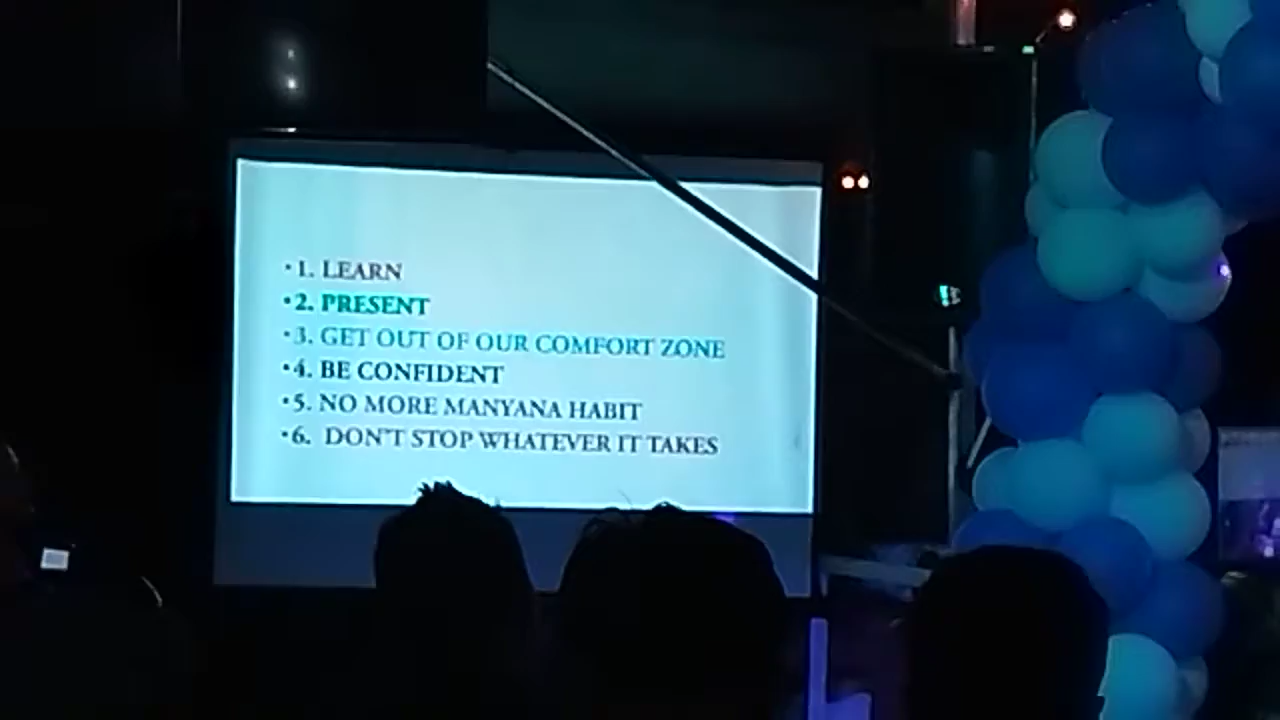 • 1. LEARN
• 2. PRESENT
• 3. GET OUT OF OUR COMFORT ZONE
• 4. BE CONFIDENT
• 5. NO MORE MANYANA HABIT
• 6. DON'T STOP WHATEVER IT TAKES